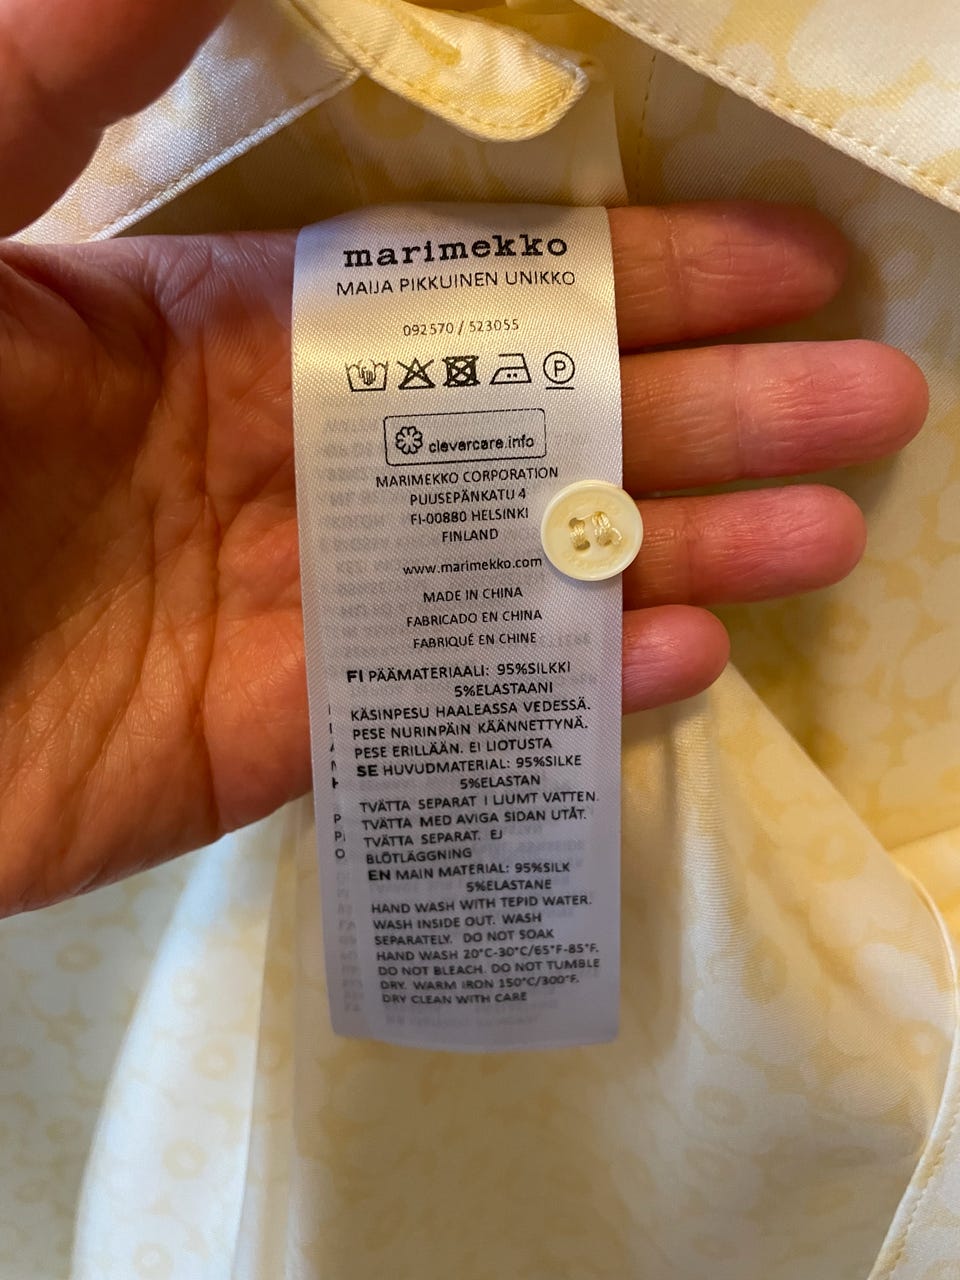 marimekko
MAIJA PIKKUINEN UNIKKO
092570 / 523055
P
clevercare.info
MARIMEKKO CORPORATION
PUUSEPÄNKATU 4
FI-00880 HELSINKI
FINLAND
www.marimekko.com
MADE IN CHINA
FABRICADO EN CHINA
FABRIQUÉ EN CHINE
FI PÄÄMATERIAALI: 95%SILKKI
5%ELASTAANI
KÄSINPESU HAALEASSA VEDESSÄ.
PESE NURINPÄIN KÄÄNNETTYNÄ.
PESE ERILLÄÄN. EI LIOTUSTA
SE HUVUDMATERIAL: 95%SILKE
5%ELASTAN
TVÄTTA SEPARAT I LJUMT VATTEN.
TVÄTTA MED AVIGA SIDAN UTÅT.
TVÄTTA SEPARAT. EJ
BLÖTLÄGGNING
EN MAIN MATERIAL: 95%SILK
5%ELASTANE
HAND WASH WITH TEPID WATER.
WASH INSIDE OUT. WASH
SEPARATELY. DO NOT SOAK
HAND WASH 20°C-30°C/65°F-85°F.
DO NOT BLEACH. DO NOT TUMBLE
DRY. WARM IRON 150°C/300°F.
DRY CLEAN WITH CARE